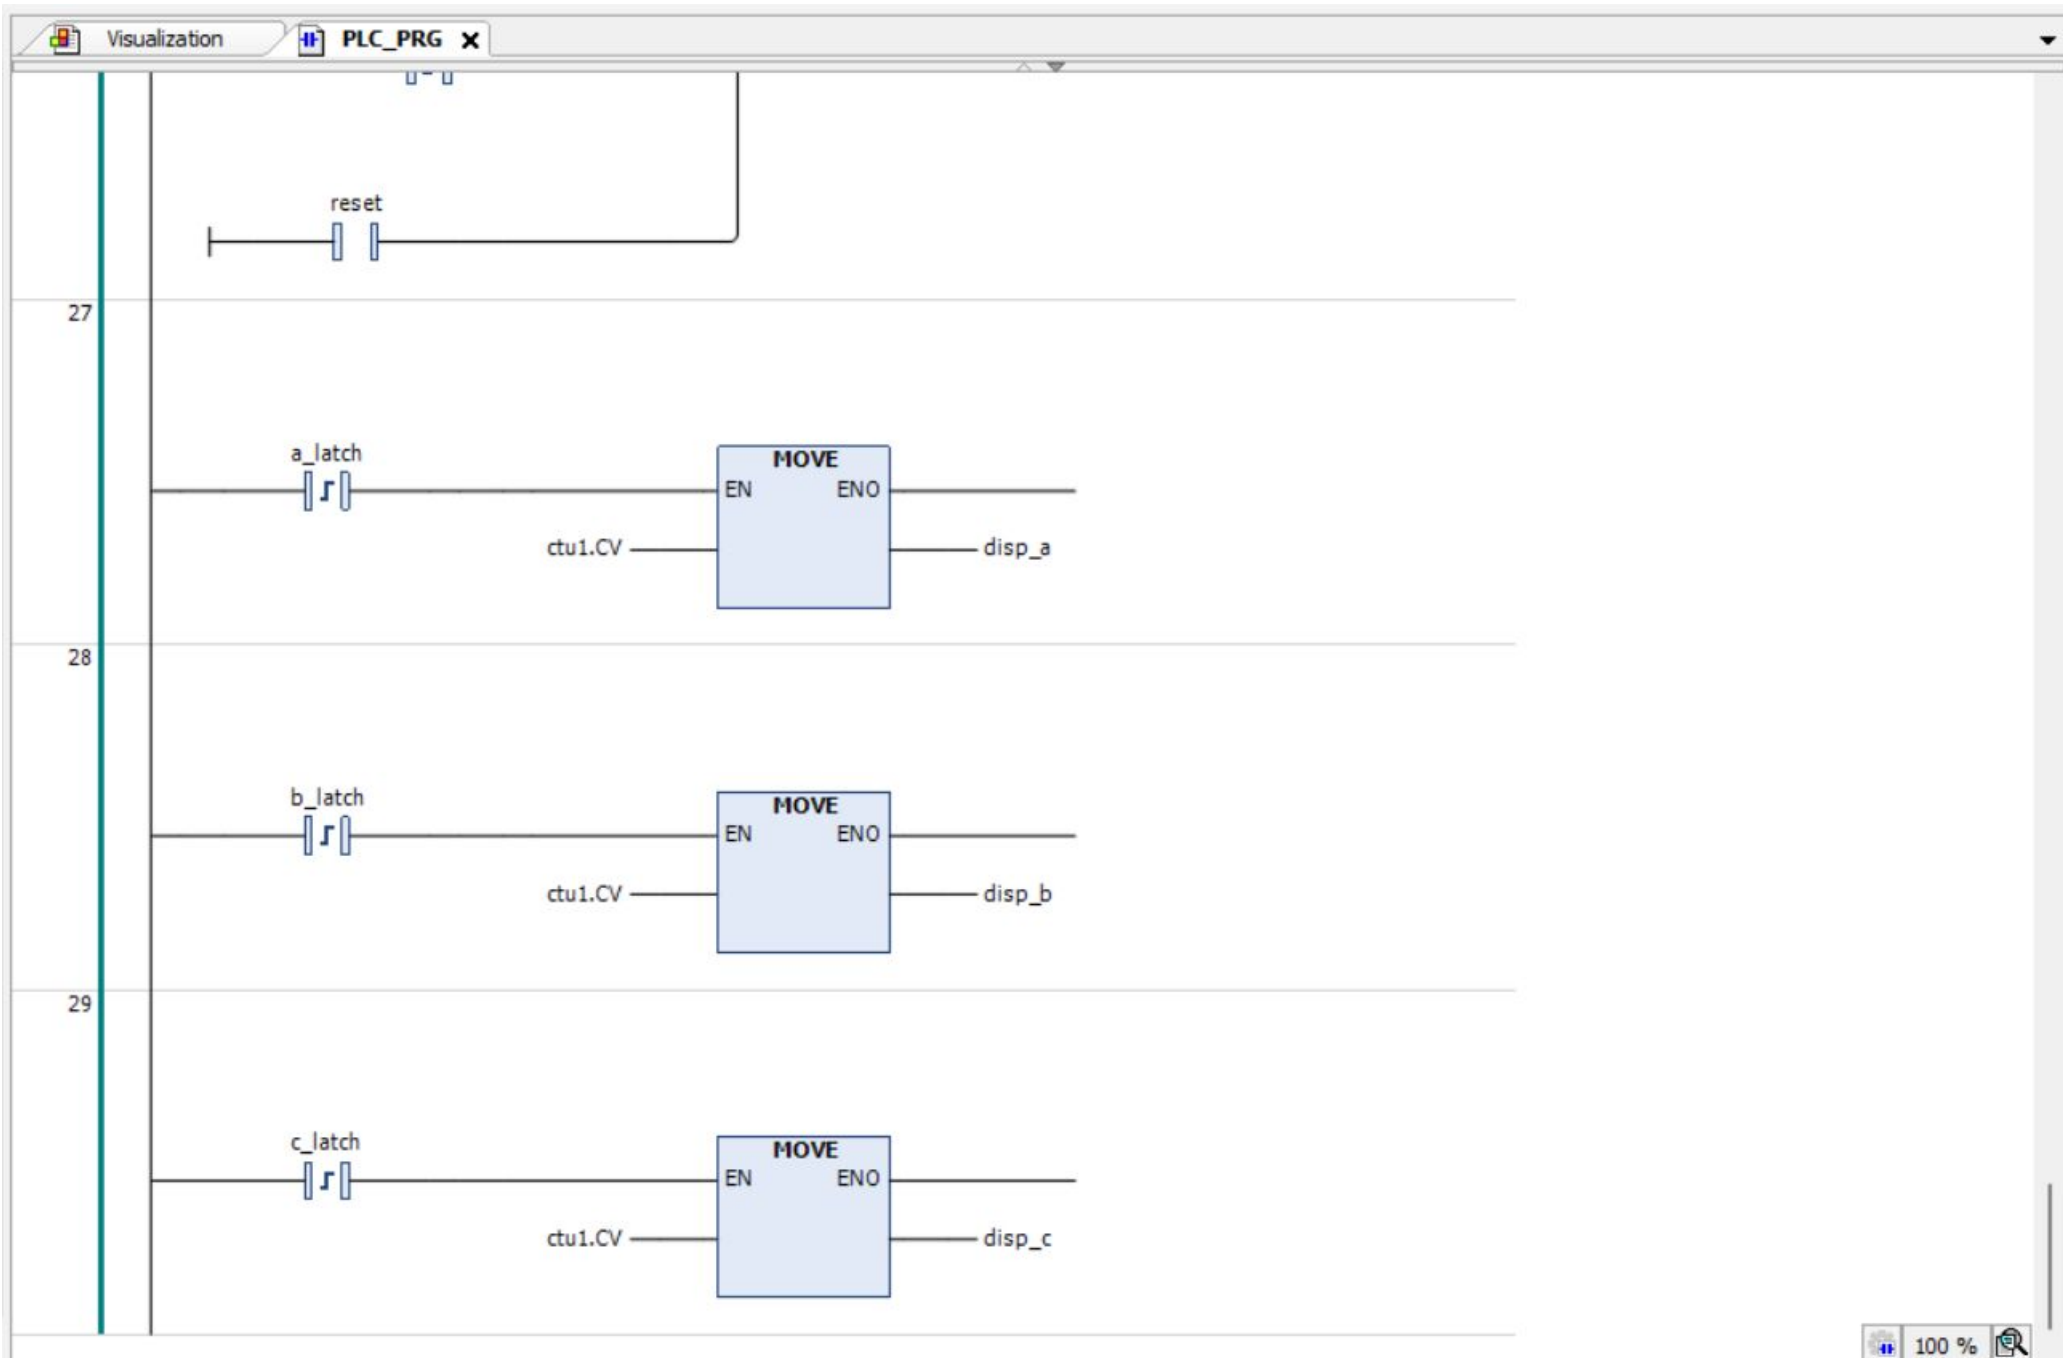 Visualization PLC_PRG
reset
27
a_latch
MOVE
EN ENO
ctu1.CV disp_a
28
b_latch
MOVE
EN ENO
ctu1.CV disp_b
29
c_latch
MOVE
EN ENO
ctu1.CV disp_c
100 %